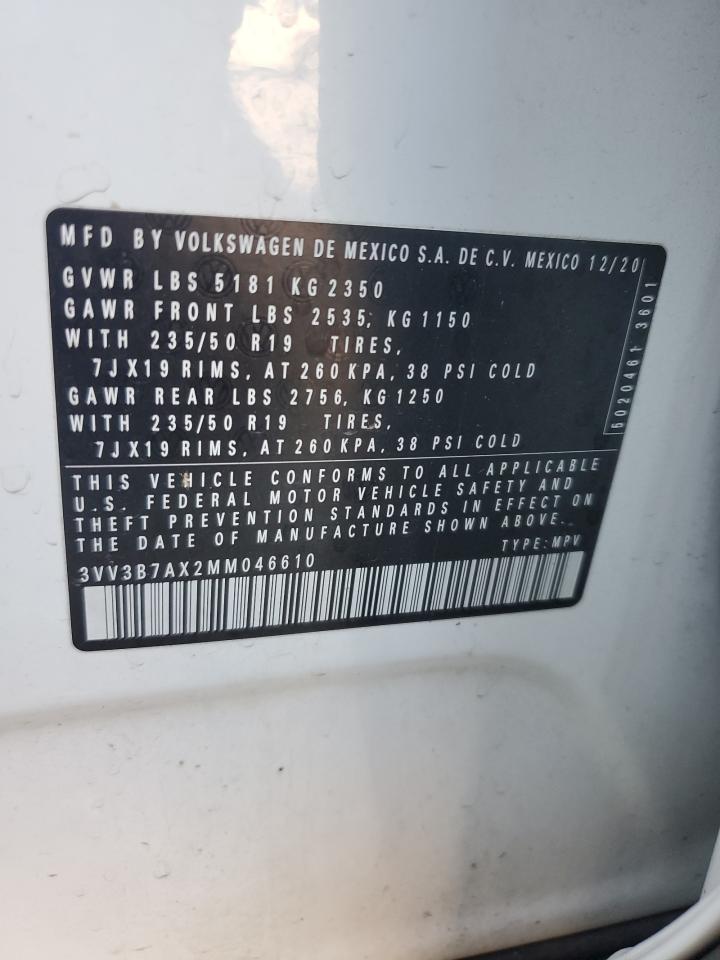 MFD BY VOLKSWAGEN DE MEXICO S.A. DE C.V. MEXICO 12/20
GVWR LBS 5181 KG 2350
GAWR FRONT LBS 2535, KG 1150
WITH 235/50 R19 TIRES,
7JX19 RIMS, AT 260 KPA, 38 PSI COLD
GAWR REAR LBS 2756, KG 1250
WITH 235/50 R19 TIRES,
7JX19 RIMS, AT 260 KPA, 38 PSI COLD
5020461 3601
THIS VEHICLE CONFORMS TO ALL APPLICABLE
U.S. FEDERAL MOTOR VEHICLE SAFETY AND
THEFT PREVENTION STANDARDS IN EFFECT ON
THE DATE OF MANUFACTURE SHOWN ABOVE.
TYPE: MPV
3VV3B7AX2MM046610